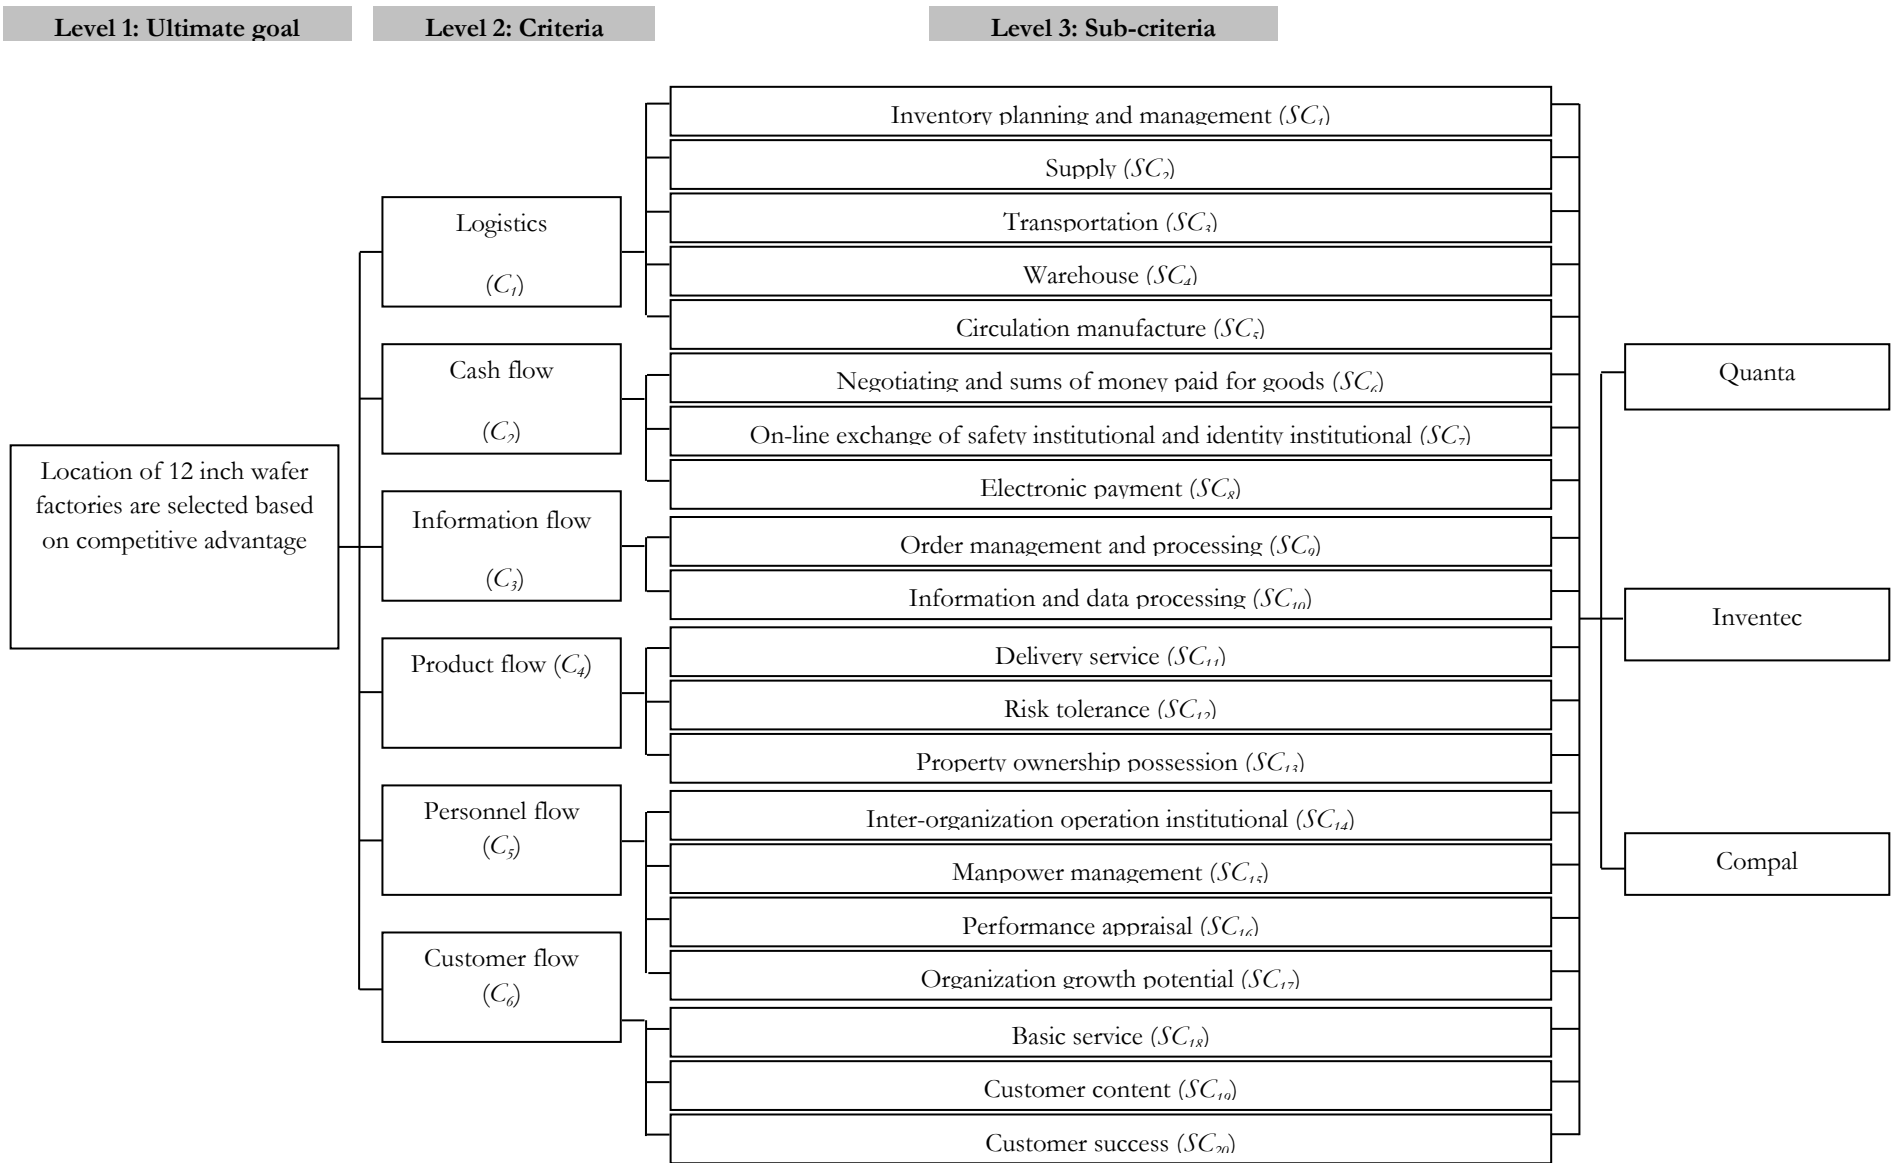 Level 1: Ultimate goal
Level 2: Criteria
Level 3: Sub-criteria
Location of 12 inch wafer
factories are selected based
on competitive advantage
Logistics
(C₁)
Cash flow
(C₂)
Information flow
(C₃)
Product flow (C₄)
Personnel flow
(C₅)
Customer flow
(C₆)
Inventory planning and management (SC₁)
Supply (SC₂)
Transportation (SC₃)
Warehouse (SC₄)
Circulation manufacture (SC₅)
Negotiating and sums of money paid for goods (SC₆)
On-line exchange of safety institutional and identity institutional (SC₇)
Electronic payment (SC₈)
Order management and processing (SC₉)
Information and data processing (SC₁₀)
Delivery service (SC₁₁)
Risk tolerance (SC₁₂)
Property ownership possession (SC₁₃)
Inter-organization operation institutional (SC₁₄)
Manpower management (SC₁₅)
Performance appraisal (SC₁₆)
Organization growth potential (SC₁₇)
Basic service (SC₁₈)
Customer content (SC₁₉)
Customer success (SC₂₀)
Quanta
Inventec
Compal